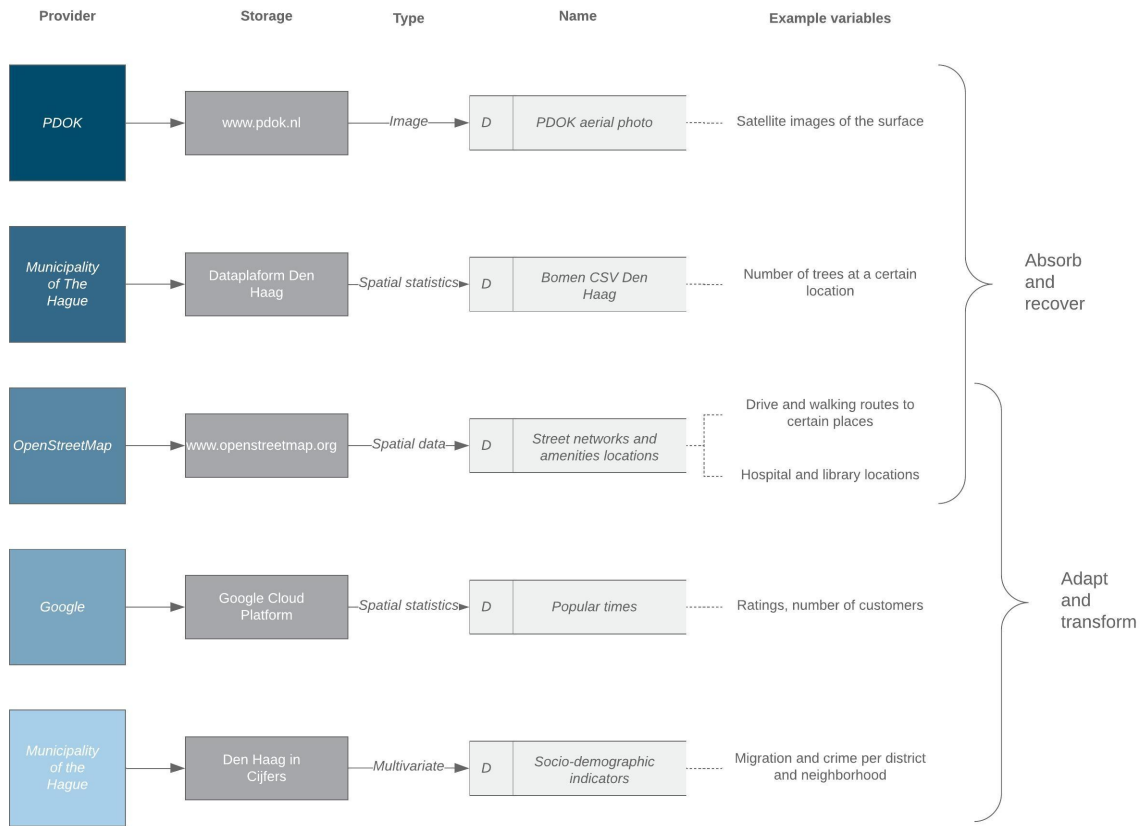 Provider
Storage
Type
Name
Example variables
PDOK
www.pdok.nl
Image
D
PDOK aerial photo
Satellite images of the surface
Municipality
of The
Hague
Dataplaform Den
Haag
Spatial statistics
D
Bomen CSV Den
Haag
Number of trees at a certain
location
Absorb
and
recover
OpenStreetMap
www.openstreetmap.org
Spatial data
D
Street networks and
amenities locations
Drive and walking routes to
certain places
Hospital and library locations
Google
Google Cloud
Platform
Spatial statistics
D
Popular times
Ratings, number of customers
Adapt
and
transform
Municipality
of the
Hague
Den Haag in
Cijfers
Multivariate
D
Socio-demographic
indicators
Migration and crime per district
and neighborhood